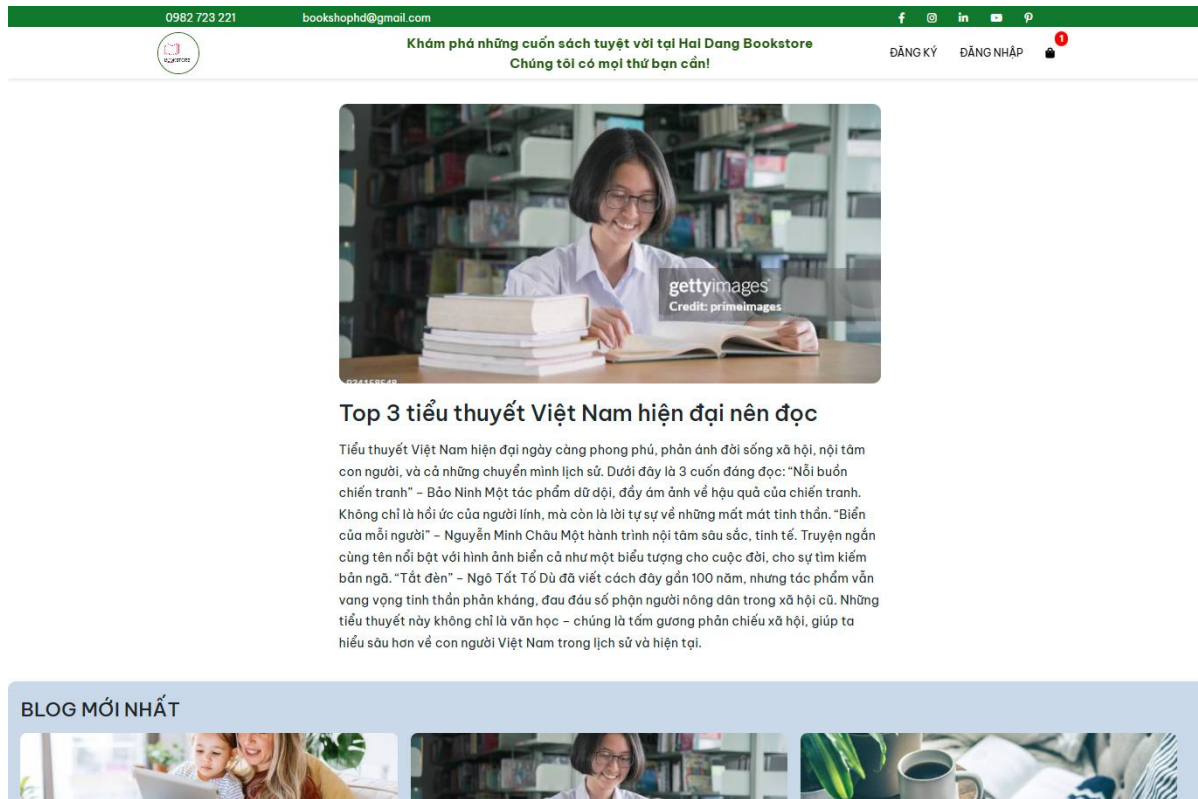 0982 723 221 bookshophd@gmail.com
BOOKSTORE
Khám phá những cuốn sách tuyệt vời tại Hai Dang Bookstore
Chúng tôi có mọi thứ bạn cần!
ĐĂNG KÝ ĐĂNG NHẬP 1
gettyimages
Credit: primeimages
Top 3 tiểu thuyết Việt Nam hiện đại nên đọc
Tiểu thuyết Việt Nam hiện đại ngày càng phong phú, phản ánh đời sống xã hội, nội tâm
con người, và cả những chuyển mình lịch sử. Dưới đây là 3 cuốn đáng đọc: “Nỗi buồn
chiến tranh” – Bảo Ninh Một tác phẩm dữ dội, đầy ám ảnh về hậu quả của chiến tranh.
Không chỉ là hồi ức của người lính, mà còn là lời tự sự về những mất mát tinh thần. “Biển
của mỗi người” – Nguyễn Minh Châu Một hành trình nội tâm sâu sắc, tinh tế. Truyện ngắn
cùng tên nổi bật với hình ảnh biển cả như một biểu tượng cho cuộc đời, cho sự tìm kiếm
bản ngã. “Tắt đèn” – Ngô Tất Tố Dù đã viết cách đây gần 100 năm, nhưng tác phẩm vẫn
vang vọng tinh thần phản kháng, đau đáu số phận người nông dân trong xã hội cũ. Những
tiểu thuyết này không chỉ là văn học – chúng là tấm gương phản chiếu xã hội, giúp ta
hiểu sâu hơn về con người Việt Nam trong lịch sử và hiện tại.
BLOG MỚI NHẤT